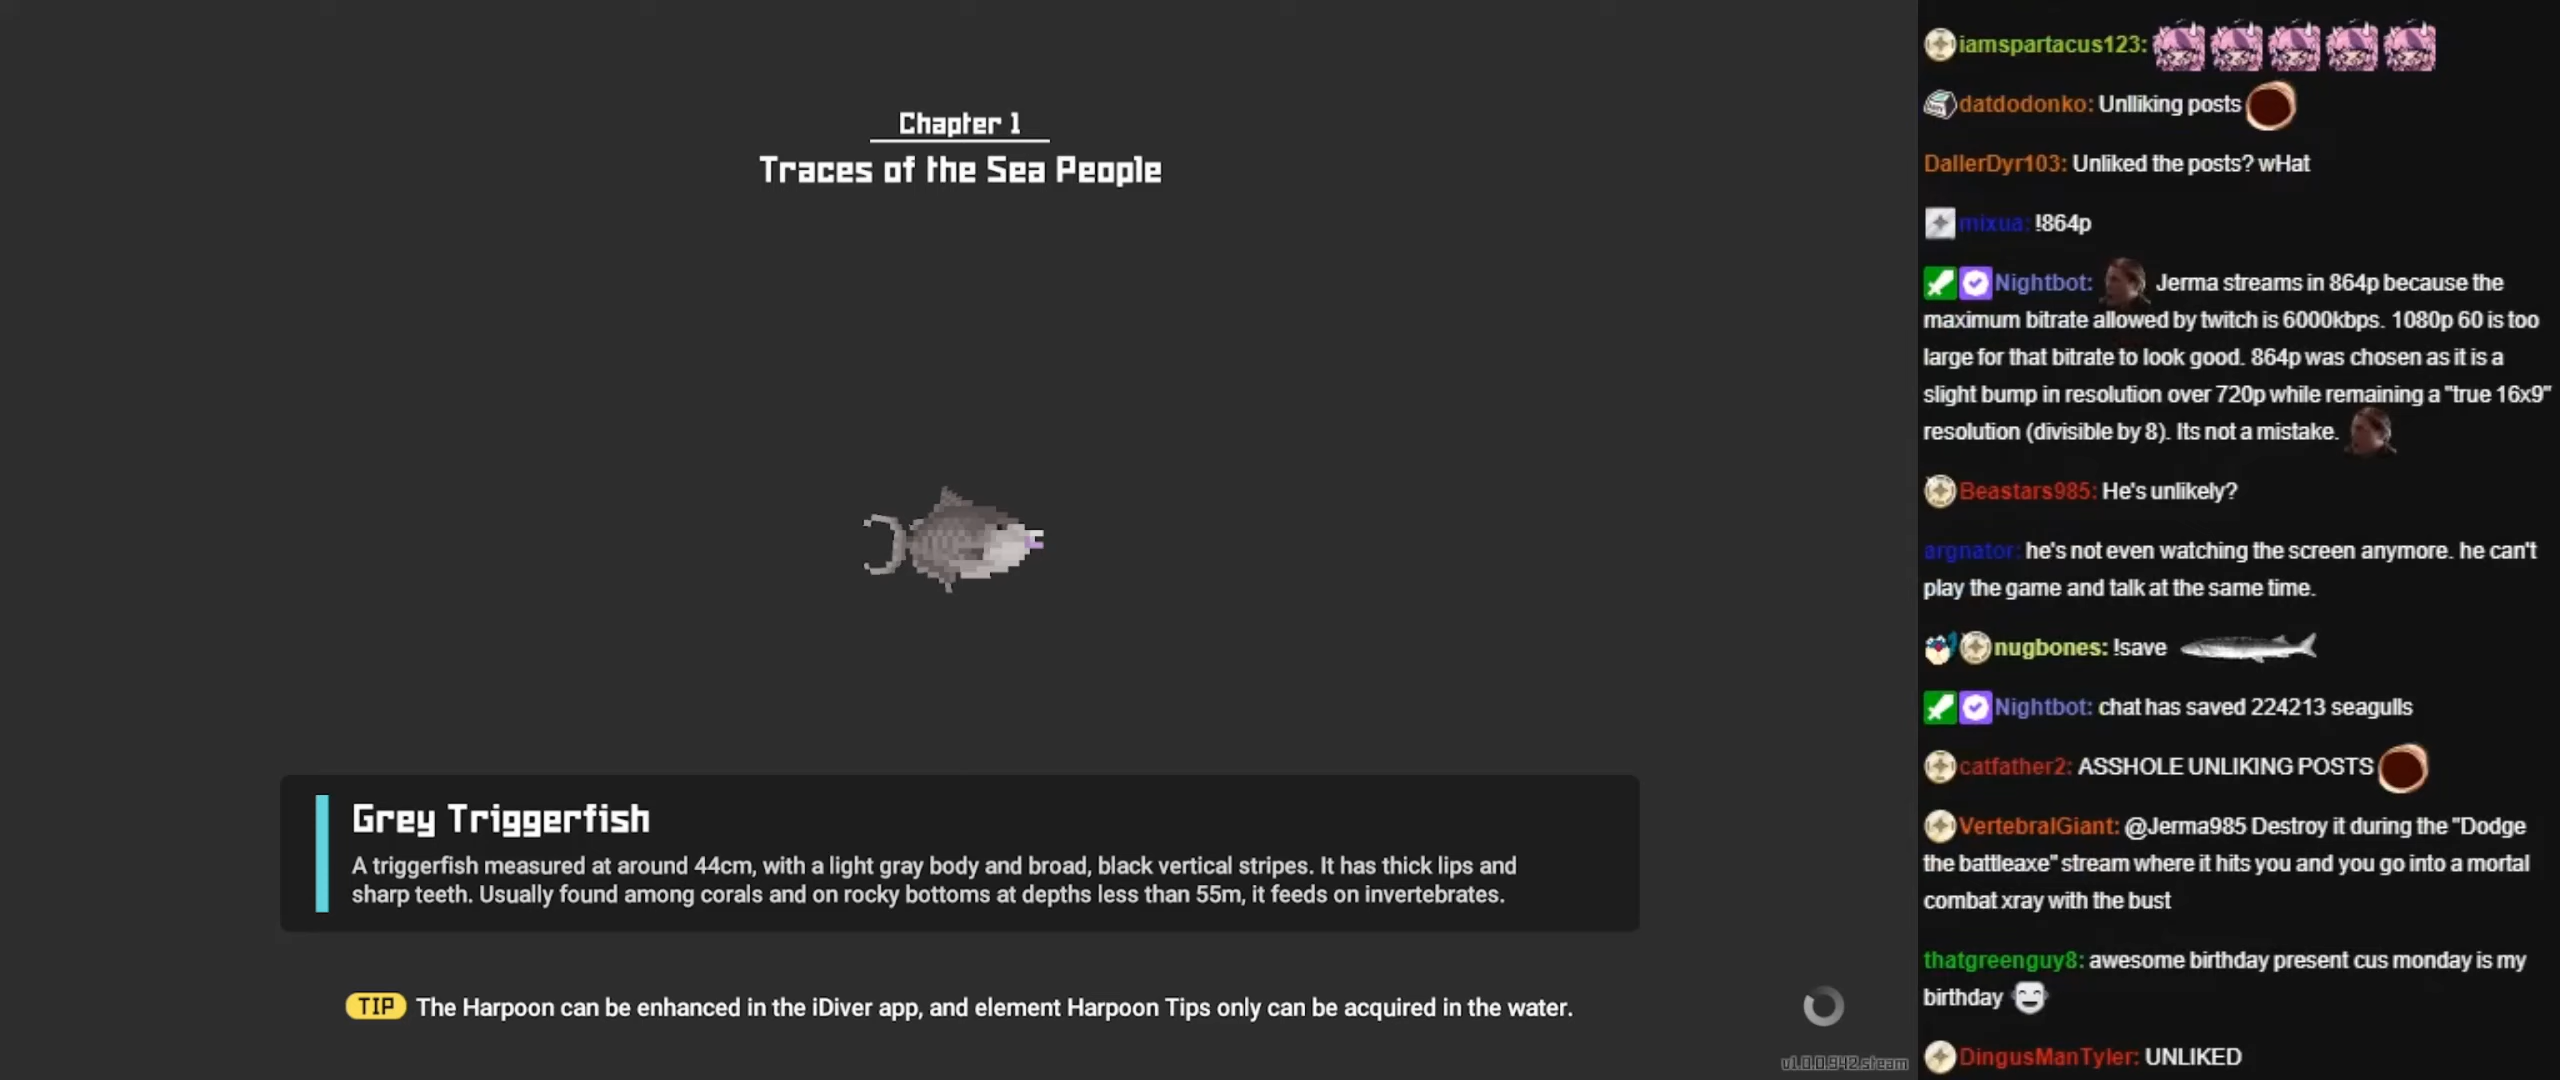 Chapter 1
Traces of the Sea People
Grey Triggerfish
A triggerfish measured at around 44cm, with a light gray body and broad, black vertical stripes. It has thick lips and
sharp teeth. Usually found among corals and on rocky bottoms at depths less than 55m, it feeds on invertebrates.
TIP The Harpoon can be enhanced in the iDiver app, and element Harpoon Tips only can be acquired in the water.
v1.0.0.942.steam
iamspartacus123:
datdodonko: Unlliking posts
DallerDyr103: Unliked the posts? wHat
mixua: !864p
Nightbot: Jerma streams in 864p because the
maximum bitrate allowed by twitch is 6000kbps. 1080p 60 is too
large for that bitrate to look good. 864p was chosen as it is a
slight bump in resolution over 720p while remaining a "true 16x9"
resolution (divisible by 8). Its not a mistake.
Beastars985: He's unlikely?
argnator: he's not even watching the screen anymore. he can't
play the game and talk at the same time.
nugbones: !save
Nightbot: chat has saved 224213 seagulls
catfather2: ASSHOLE UNLIKING POSTS
VertebralGiant: @Jerma985 Destroy it during the "Dodge
the battleaxe" stream where it hits you and you go into a mortal
combat xray with the bust
thatgreenguy8: awesome birthday present cus monday is my
birthday
DingusManTyler: UNLIKED